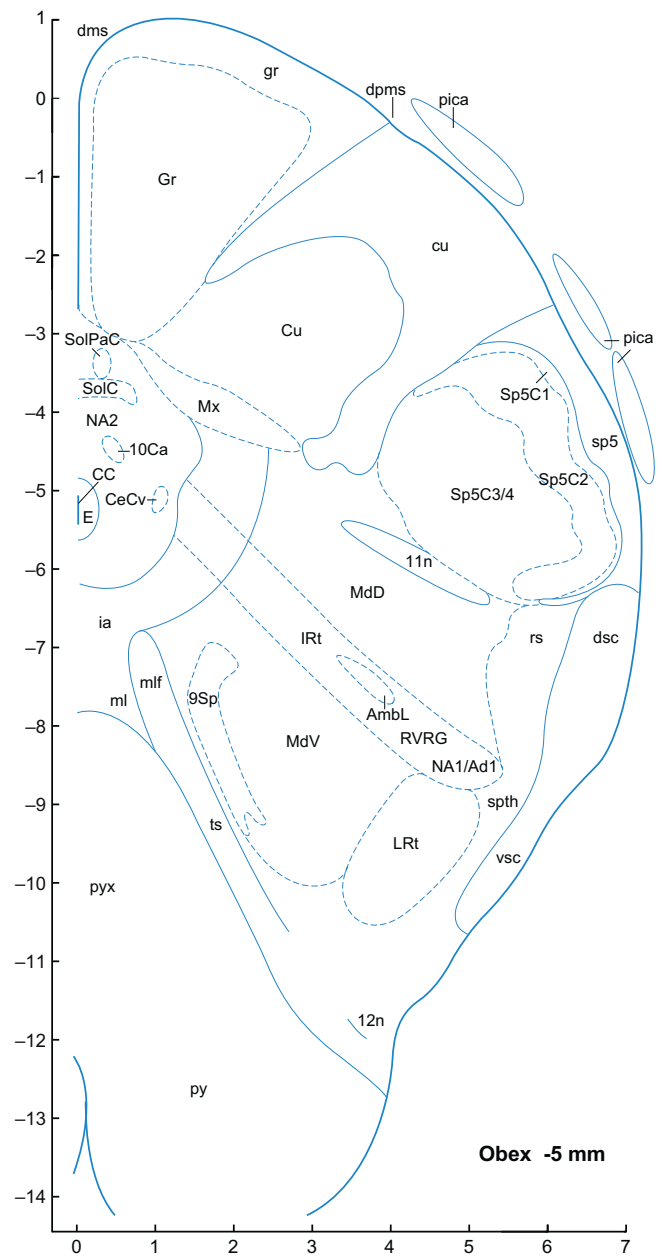 1
dms
gr
dpms
pica
0
Gr
–1
cu
–2
Cu
–3
SolPaC
pica
SolC
Sp5C1
Mx
–4
NA2
sp5
10Ca
CC
Sp5C2
–5
CeCv
Sp5C3/4
E
11n
–6
MdD
ia
IRt
rs
dsc
–7
mlf
ml
9Sp
AmbL
–8
MdV
RVRG
NA1/Ad1
–9
spth
ts
LRt
vsc
–10
pyx
–11
12n
–12
py
–13
Obex -5 mm
–14
0 1 2 3 4 5 6 7